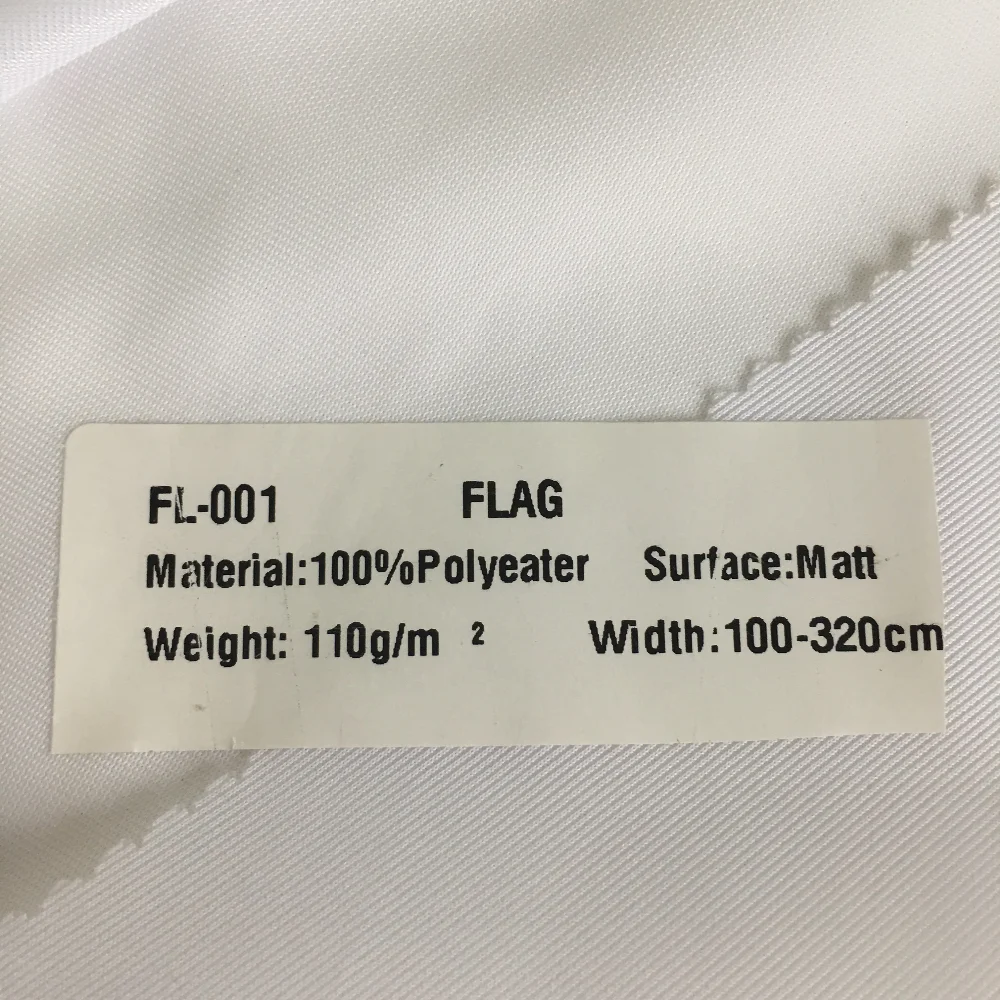 FL-001 FLAG
Material:100%Polyeater Surface:Matt
Weight: 110g/m ² Width:100-320cm